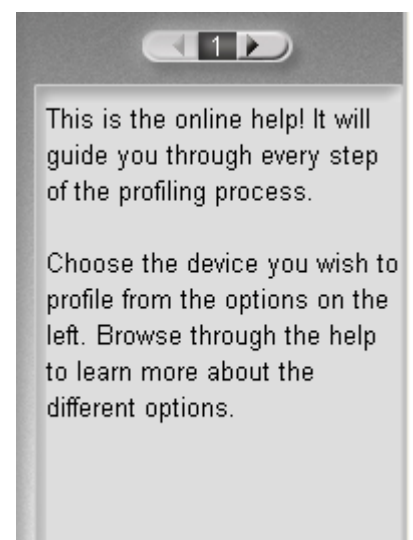 1
This is the online help! It will
guide you through every step
of the profiling process.
Choose the device you wish to
profile from the options on the
left. Browse through the help
to learn more about the
different options.